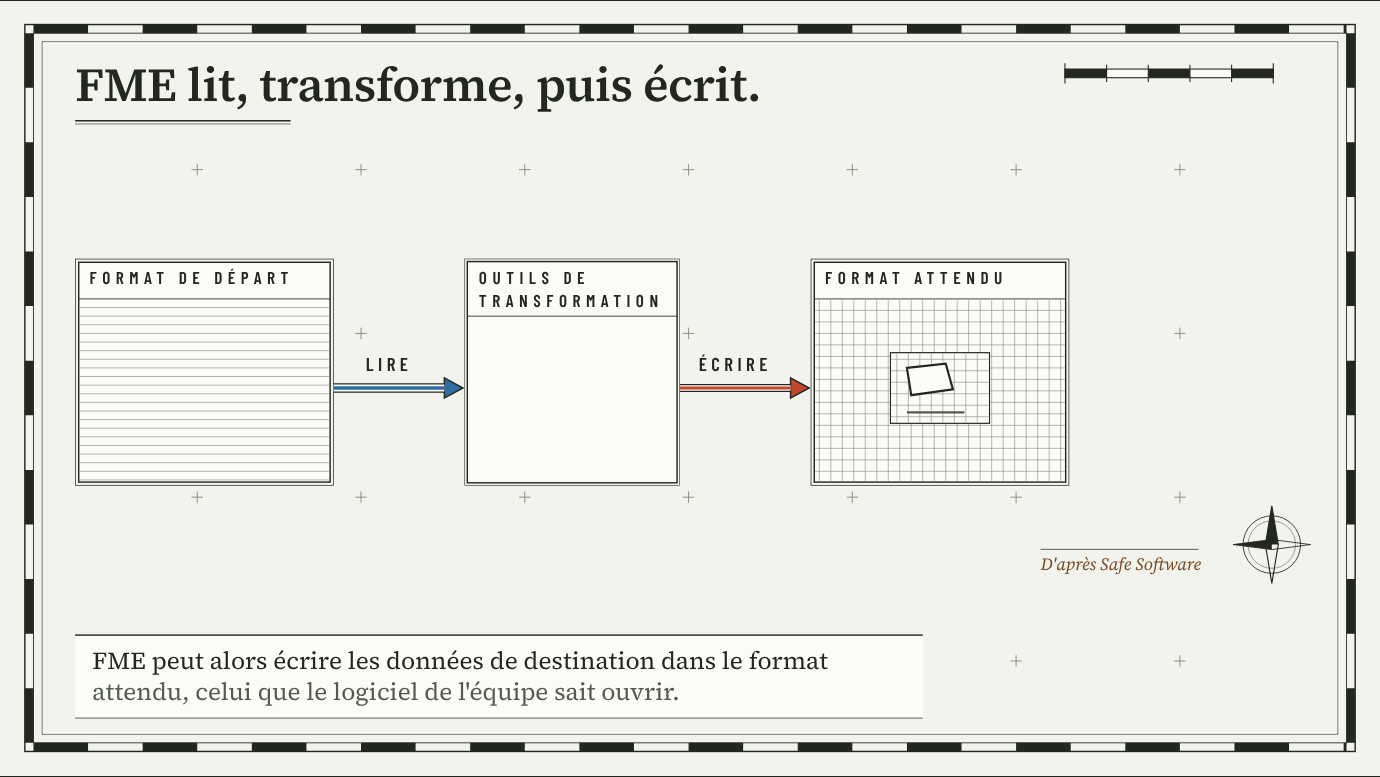 FME lit, transforme, puis écrit.
FORMAT DE DÉPART
OUTILS DE
TRANSFORMATION
FORMAT ATTENDU
LIRE
ÉCRIRE
D'après Safe Software
FME peut alors écrire les données de destination dans le format
attendu, celui que le logiciel de l'équipe sait ouvrir.